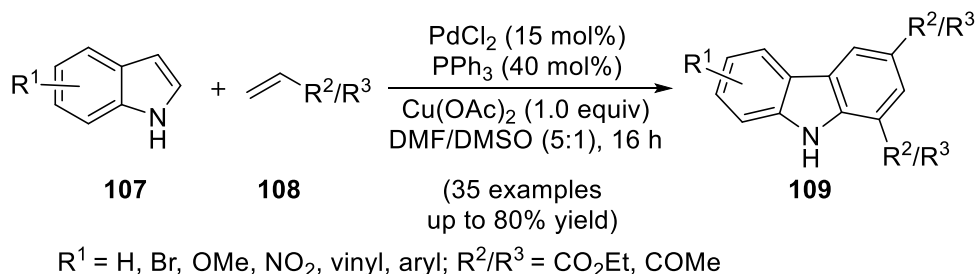 R¹
N
H
107
+
R²/R³
108
PdCl₂ (15 mol%)
PPh₃ (40 mol%)
Cu(OAc)₂ (1.0 equiv)
DMF/DMSO (5:1), 16 h
(35 examples
up to 80% yield)
R¹
N
H
R²/R³
R²/R³
109
R¹ = H, Br, OMe, NO₂, vinyl, aryl; R²/R³ = CO₂Et, COMe